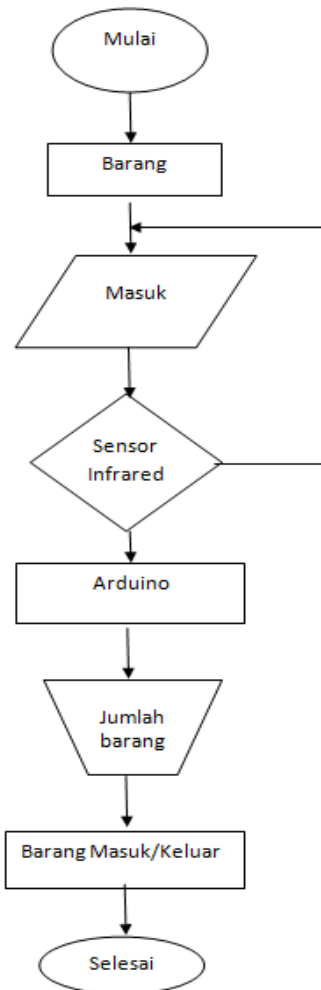 Mulai
Barang
Masuk
Sensor
Infrared
Arduino
Jumlah
barang
Barang Masuk/Keluar
Selesai